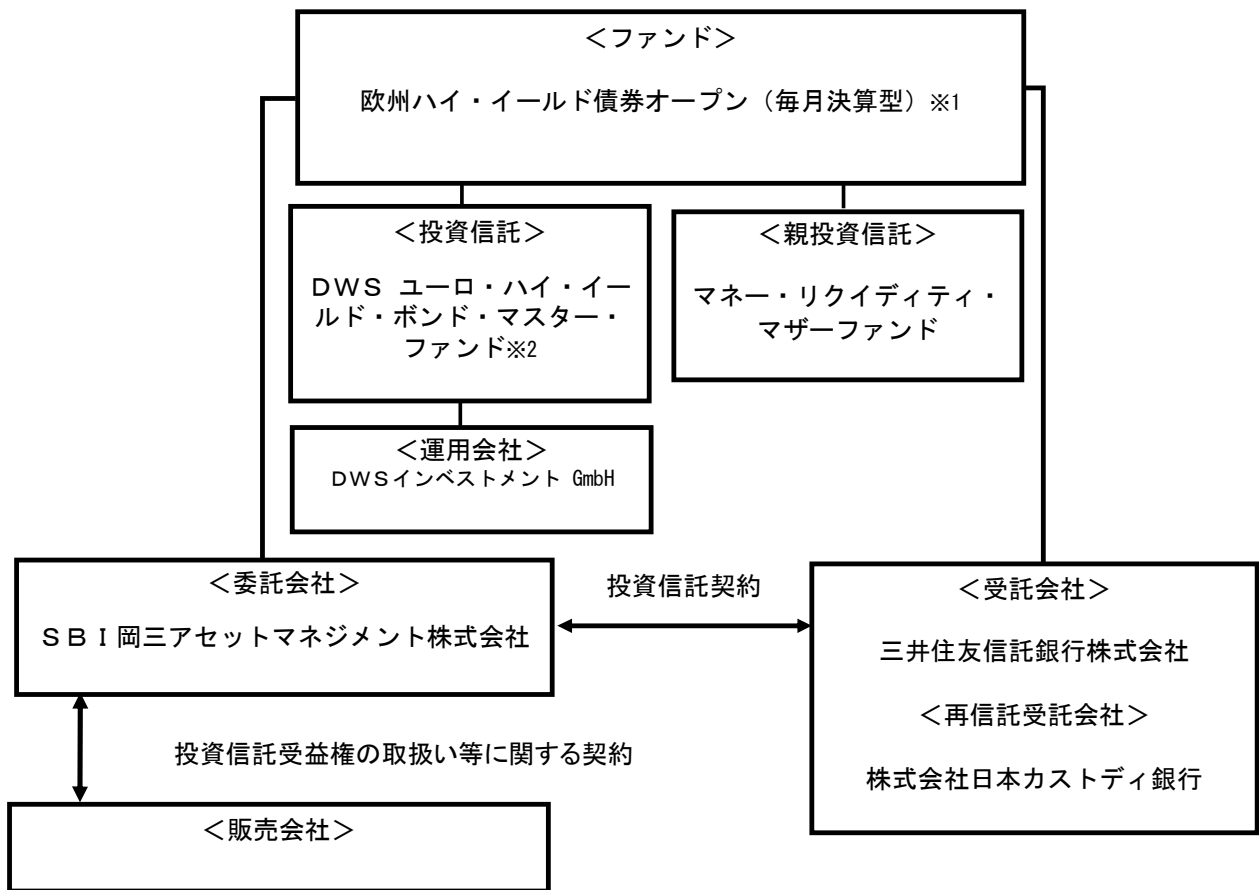 ＜ファンド＞
欧州ハイ・イールド債券オープン（毎月決算型）※1
＜投資信託＞
ＤＷＳ ユーロ・ハイ・イー
ルド・ボンド・マスター・
ファンド※2
＜親投資信託＞
マネー・リクイディティ・
マザーファンド
＜運用会社＞
ＤＷＳインベストメント GmbH
＜委託会社＞
ＳＢＩ岡三アセットマネジメント株式会社
投資信託契約
＜受託会社＞
三井住友信託銀行株式会社
＜再信託受託会社＞
株式会社日本カストディ銀行
投資信託受益権の取扱い等に関する契約
＜販売会社＞